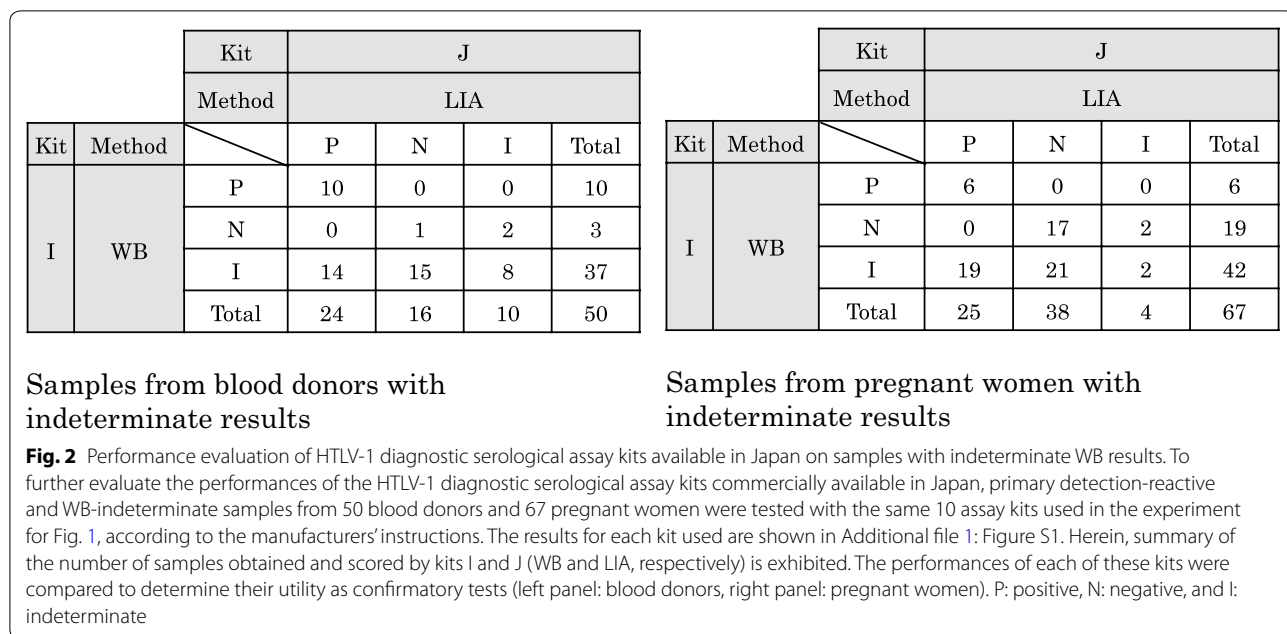 Kit J
Method LIA
Kit Method P N I Total
P 10 0 0 10
N 0 1 2 3
I WB
I 14 15 8 37
Total 24 16 10 50
Samples from blood donors with
indeterminate results
Kit J
Method LIA
Kit Method P N I Total
P 6 0 0 6
N 0 17 2 19
I WB
I 19 21 2 42
Total 25 38 4 67
Samples from pregnant women with
indeterminate results
Fig. 2 Performance evaluation of HTLV-1 diagnostic serological assay kits available in Japan on samples with indeterminate WB results. To
further evaluate the performances of the HTLV-1 diagnostic serological assay kits commercially available in Japan, primary detection-reactive
and WB-indeterminate samples from 50 blood donors and 67 pregnant women were tested with the same 10 assay kits used in the experiment
for Fig. 1, according to the manufacturers' instructions. The results for each kit used are shown in Additional file 1: Figure S1. Herein, summary of
the number of samples obtained and scored by kits I and J (WB and LIA, respectively) is exhibited. The performances of each of these kits were
compared to determine their utility as confirmatory tests (left panel: blood donors, right panel: pregnant women). P: positive, N: negative, and I:
indeterminate